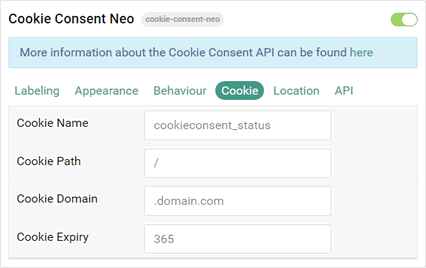 Cookie Consent Neo cookie-consent-neo
More information about the Cookie Consent API can be found here
Labeling Appearance Behaviour Cookie Location API
Cookie Name cookieconsent_status
Cookie Path /
Cookie Domain .domain.com
Cookie Expiry 365